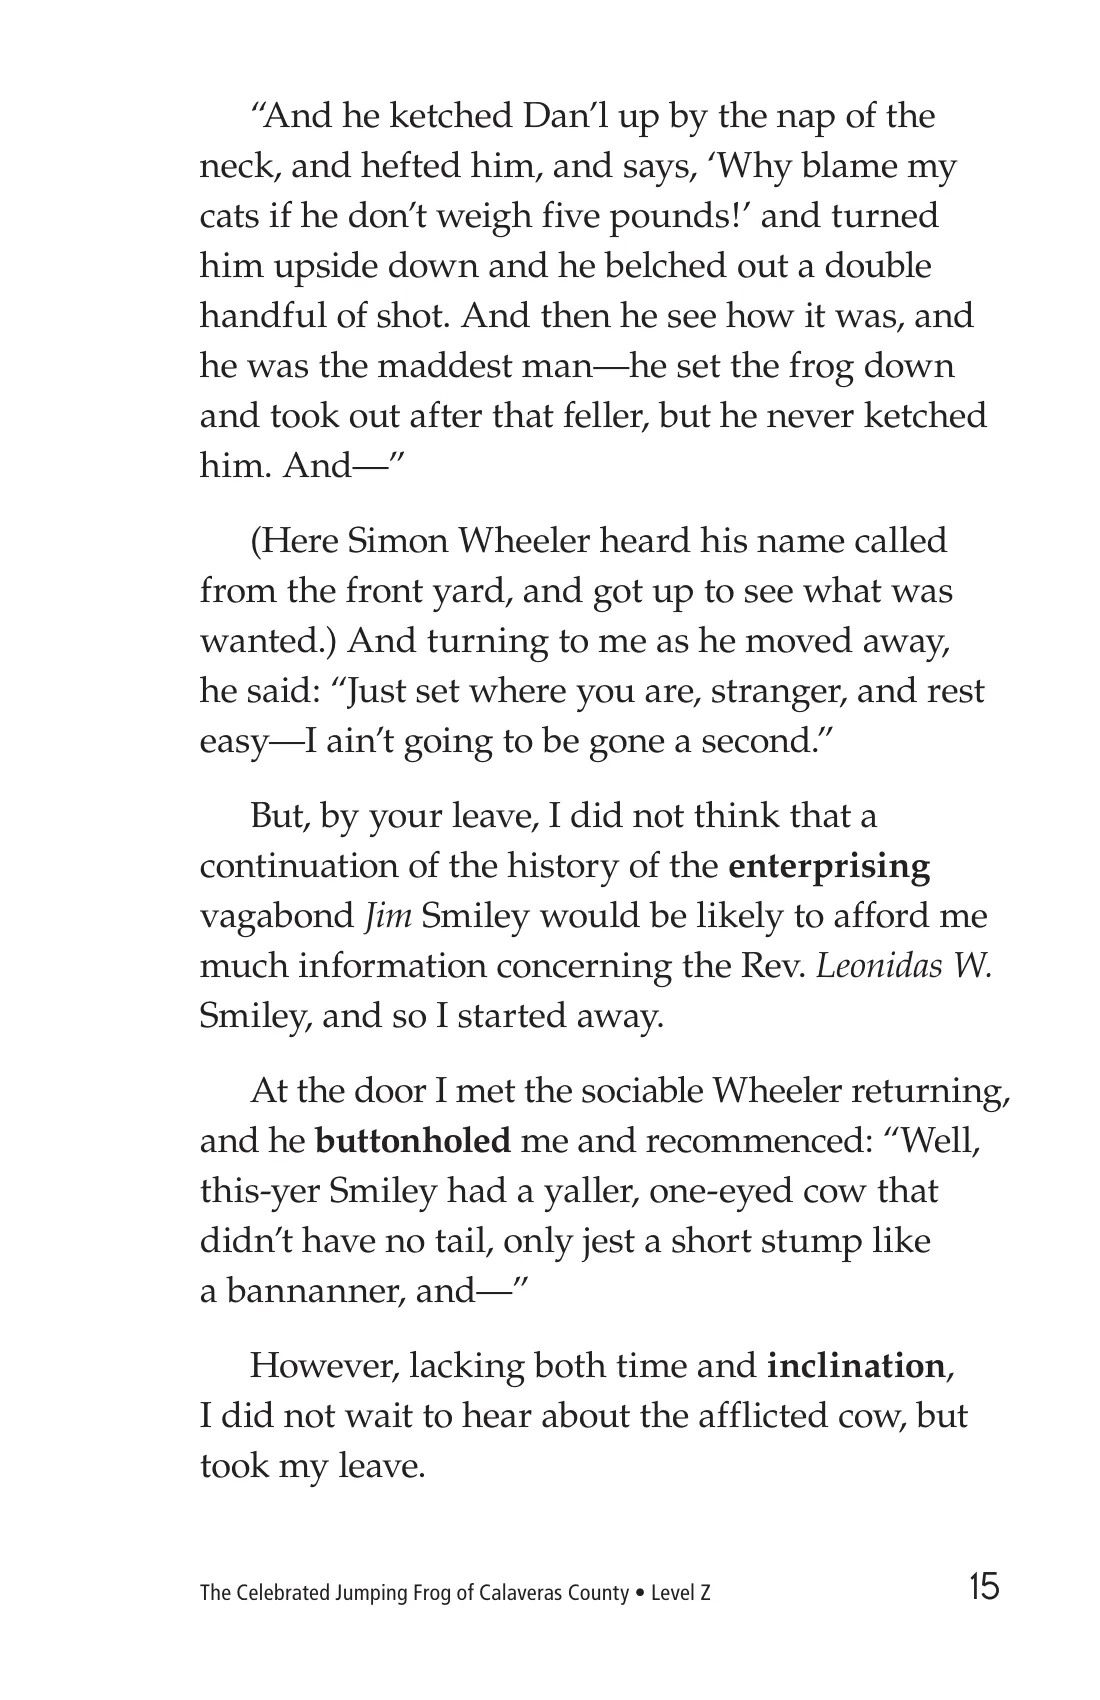 “And he ketched Dan’l up by the nap of the
neck, and hefted him, and says, ‘Why blame my
cats if he don’t weigh five pounds!’ and turned
him upside down and he belched out a double
handful of shot. And then he see how it was, and
he was the maddest man—he set the frog down
and took out after that feller, but he never ketched
him. And—”
(Here Simon Wheeler heard his name called
from the front yard, and got up to see what was
wanted.) And turning to me as he moved away,
he said: “Just set where you are, stranger, and rest
easy—I ain’t going to be gone a second.”
But, by your leave, I did not think that a
continuation of the history of the enterprising
vagabond Jim Smiley would be likely to afford me
much information concerning the Rev. Leonidas W.
Smiley, and so I started away.
At the door I met the sociable Wheeler returning,
and he buttonholed me and recommenced: “Well,
this-yer Smiley had a yaller, one-eyed cow that
didn’t have no tail, only jest a short stump like
a bannanner, and—”
However, lacking both time and inclination,
I did not wait to hear about the afflicted cow, but
took my leave.
The Celebrated Jumping Frog of Calaveras County • Level Z 15